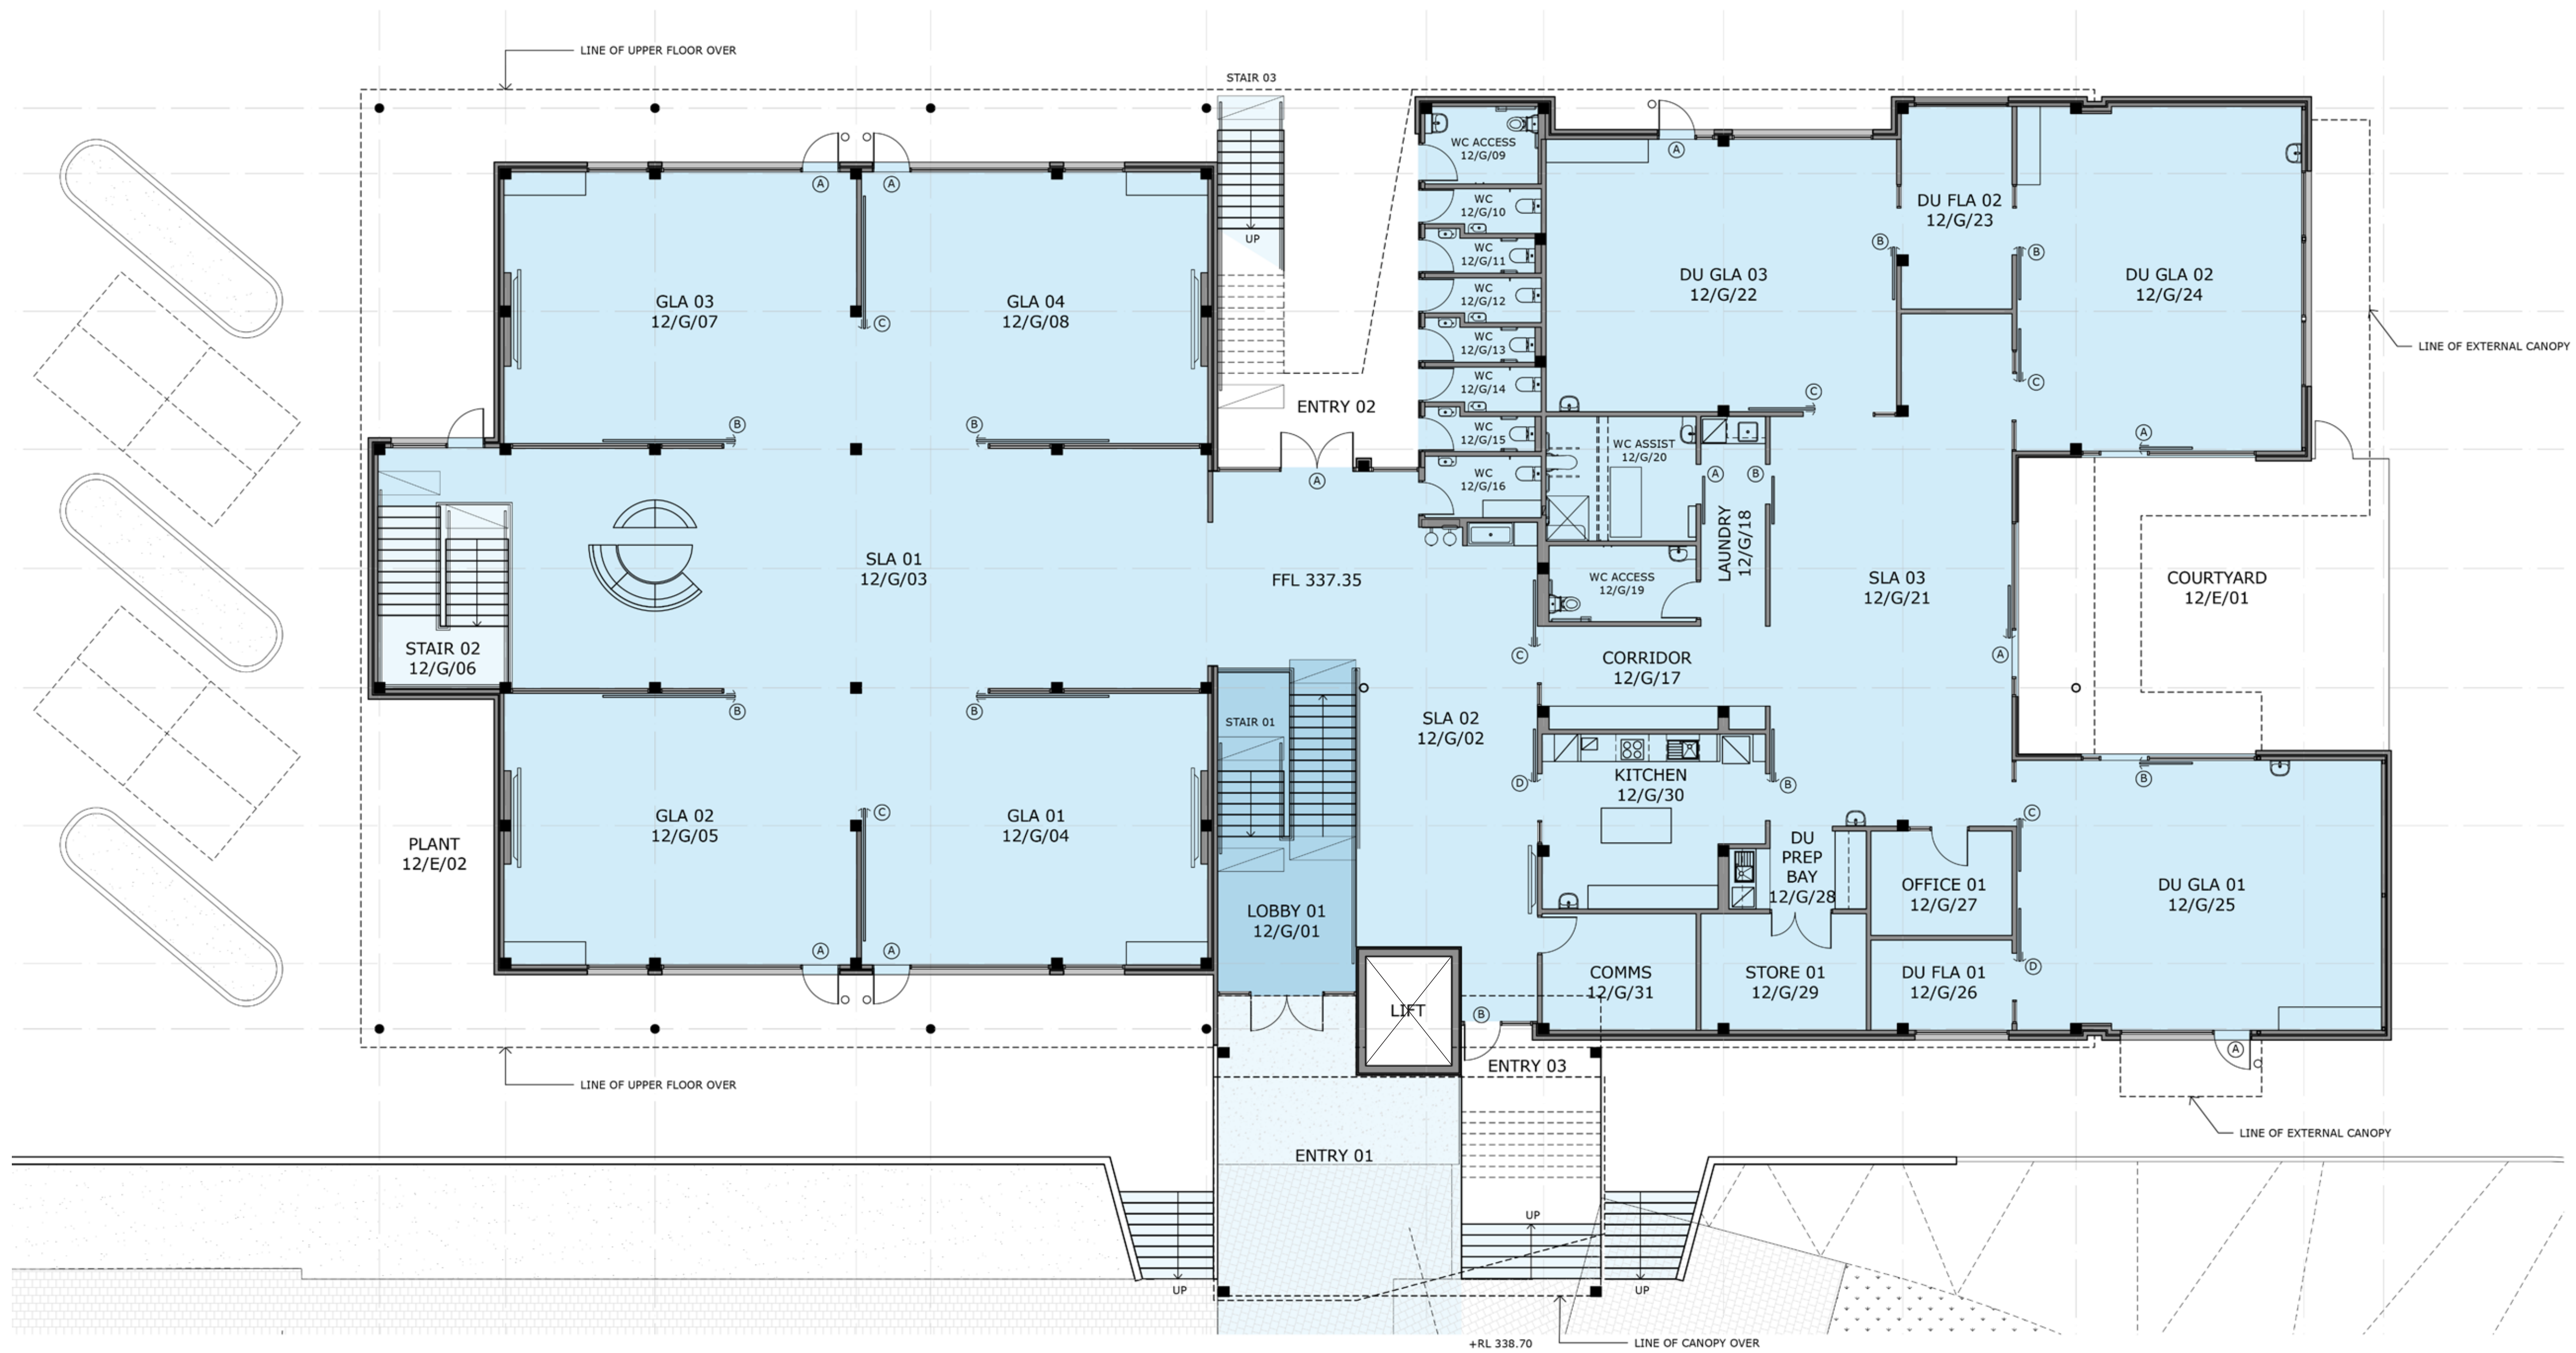 LINE OF UPPER FLOOR OVER
STAIR 03
UP
WC ACCESS
12/G/09
WC
12/G/10
WC
12/G/11
WC
12/G/12
WC
12/G/13
WC
12/G/14
WC
12/G/15
WC
12/G/16
A
A
A
DU FLA 02
12/G/23
B
B
DU GLA 03
12/G/22
DU GLA 02
12/G/24
GLA 03
12/G/07
GLA 04
12/G/08
C
LINE OF EXTERNAL CANOPY
C
C
ENTRY 02
B
B
A
A
WC ASSIST
12/G/20
A
B
LAUNDRY
12/G/18
SLA 01
12/G/03
FFL 337.35
WC ACCESS
12/G/19
SLA 03
12/G/21
COURTYARD
12/E/01
STAIR 02
12/G/06
C
CORRIDOR
12/G/17
A
B
B
STAIR 01
SLA 02
12/G/02
D
KITCHEN
12/G/30
B
B
GLA 02
12/G/05
C
GLA 01
12/G/04
C
PLANT
12/E/02
DU
PREP
BAY
12/G/28
OFFICE 01
12/G/27
DU GLA 01
12/G/25
LOBBY 01
12/G/01
A
A
COMMS
12/G/31
STORE 01
12/G/29
DU FLA 01
12/G/26
D
LIFT
B
A
ENTRY 03
LINE OF UPPER FLOOR OVER
LINE OF EXTERNAL CANOPY
ENTRY 01
UP
UP
UP
+RL 338.70
LINE OF CANOPY OVER